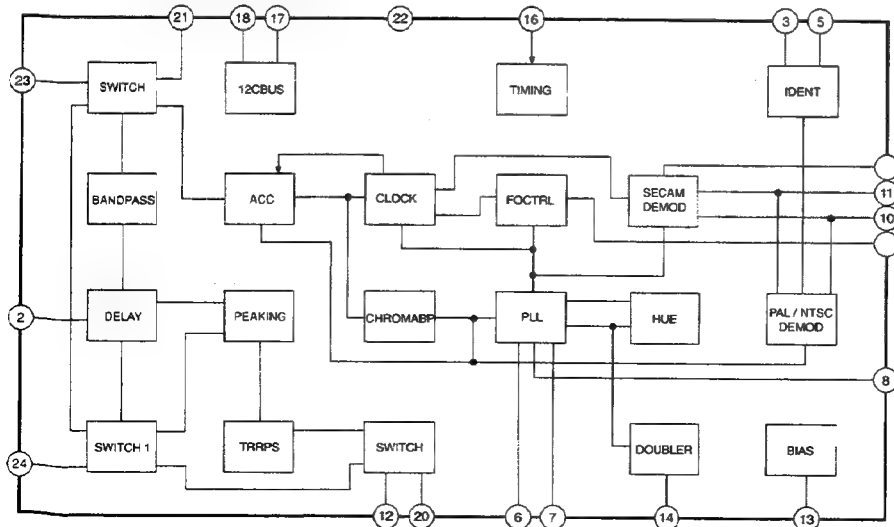 21
18
17
22
16
3
5
23
SWITCH
12CBUS
TIMING
IDENT
BANDPASS
ACC
CLOCK
FOCTRL
SECAM
DEMOD
11
10
2
DELAY
PEAKING
CHROMABP
PLL
HUE
PAL / NTSC
DEMOD
8
24
SWITCH 1
TRRPS
SWITCH
DOUBLER
BIAS
12
20
6
7
14
13